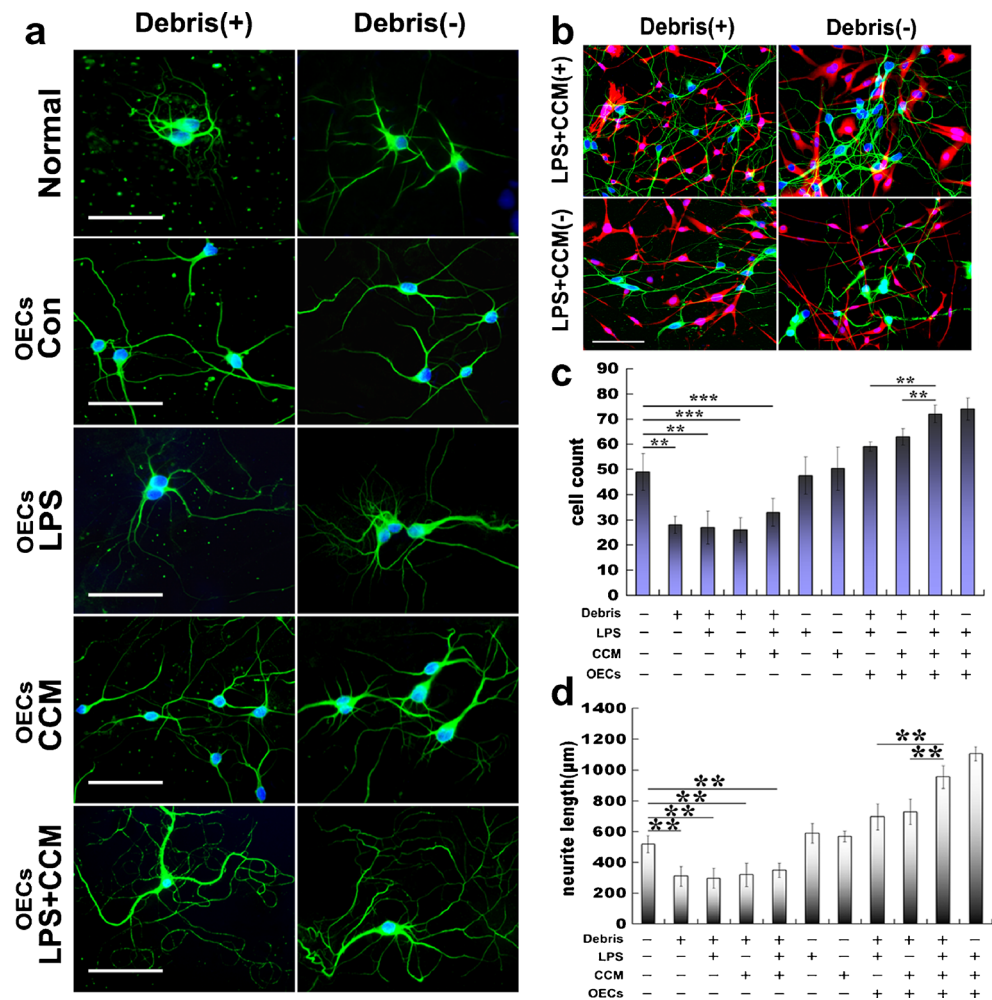 a
Debris(+) Debris(-)
Normal
OECs
Con
OECs
LPS
OECs
CCM
OECs
LPS+CCM
b
Debris(+) Debris(-)
LPS+CCM(+)
LPS+CCM(-)
c
cell count
90
80
70
60
50
40
30
20
10
0
***
***
**
**
**
**
Debris − + + + + − − + + + −
LPS − − + − + + − + − + +
CCM − − − + + − + − + + +
OECs − − − − − − − + + + +
d
neurite length(μm)
1400
1200
1000
800
600
400
200
0
**
**
**
**
**
**
Debris − + + + + − − + + + −
LPS − − + − + + − + − + +
CCM − − − + + − + − + + +
OECs − − − − − − − + + + +